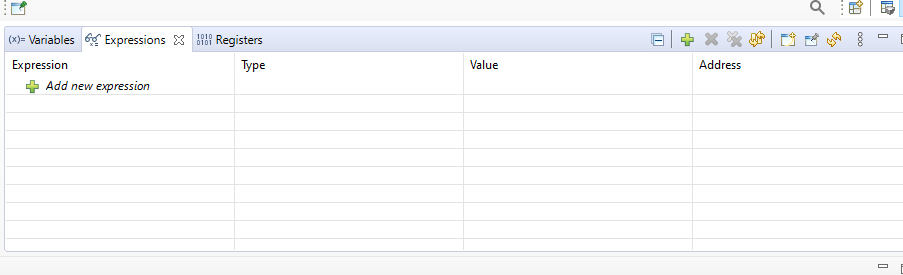 (x)= Variables Expressions Registers
Expression Type Value Address
Add new expression